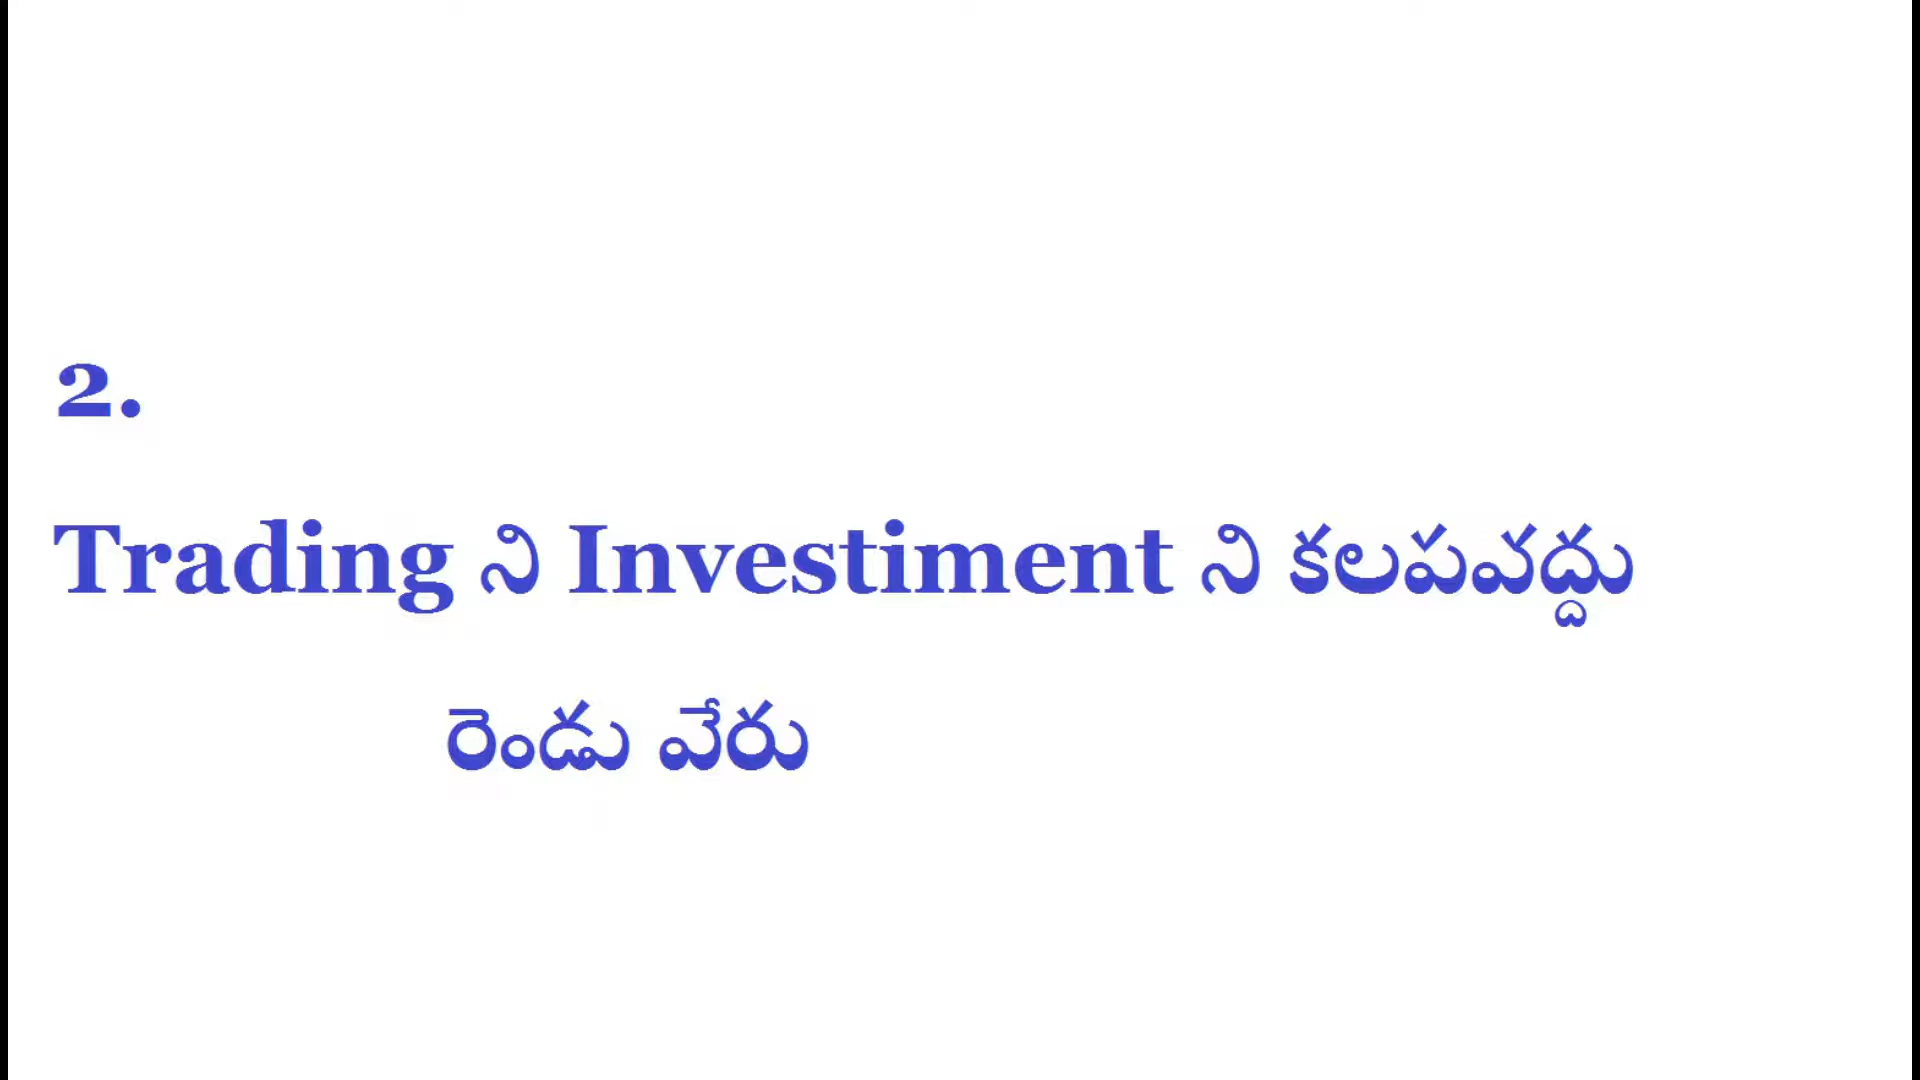 2.
Trading ని Investiment ని కలపవద్దు
రెండు వేరు